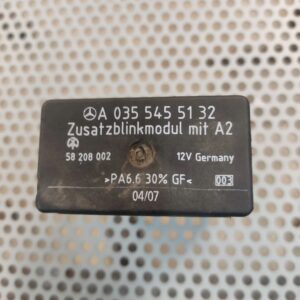 A 035 545 51 32
Zusatzblinkmodul mit A2
58 208 002 12V Germany
>PA6.6 30% GF< 003
04/07